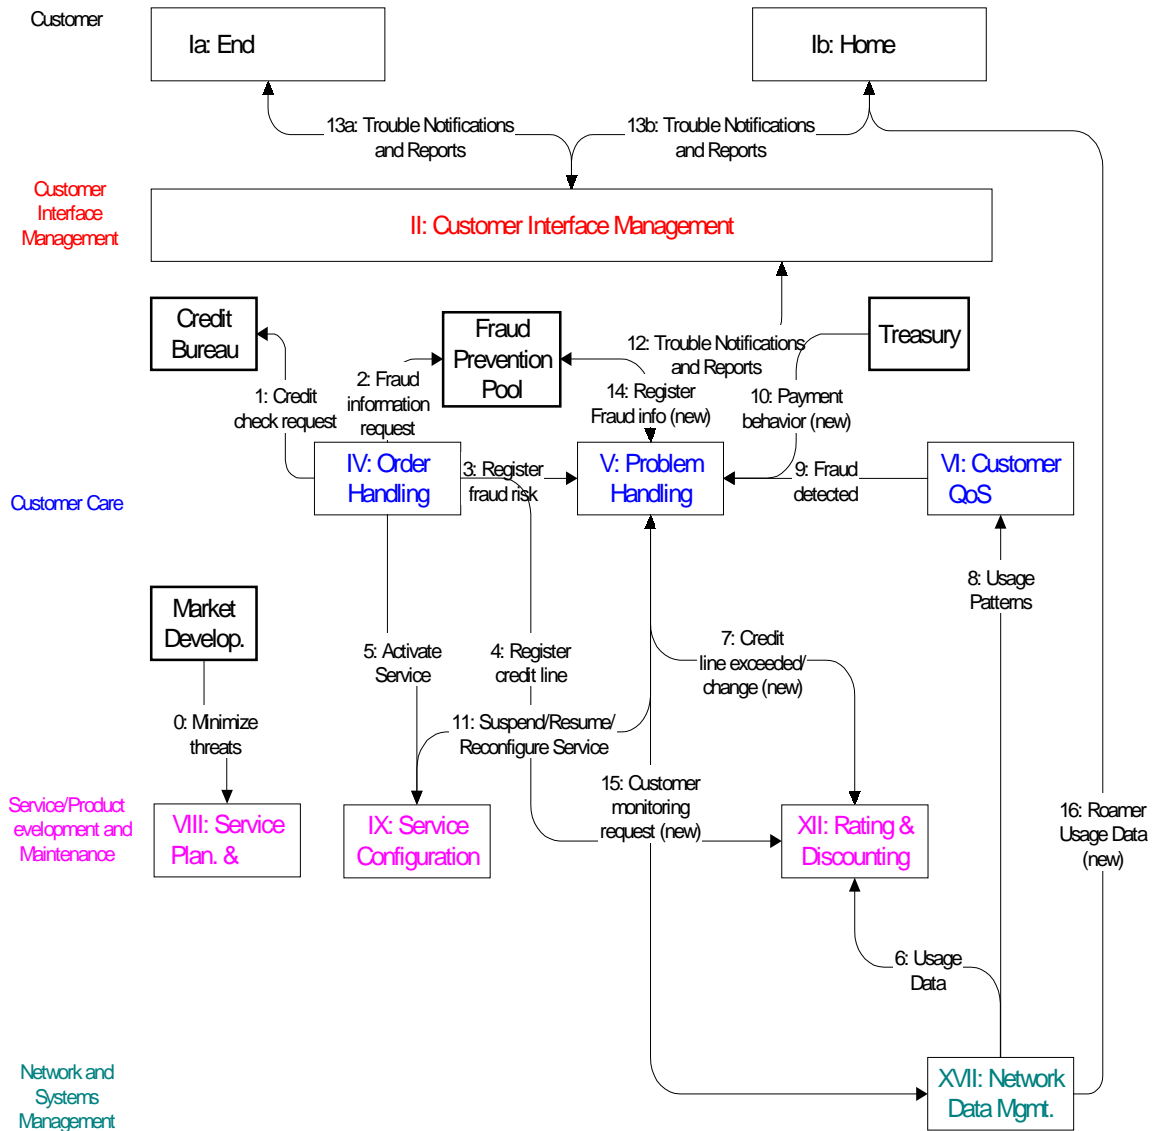 Customer
Ia: End
Ib: Home
13a: Trouble Notifications
and Reports
13b: Trouble Notifications
and Reports
Customer
Interface
Management
II: Customer Interface Management
Credit
Bureau
Fraud
Prevention
Pool
Treasury
12: Trouble Notifications
and Reports
1: Credit
check request
2: Fraud
information
request
14: Register
Fraud info (new)
10: Payment
behavior (new)
IV: Order
Handling
3: Register
fraud risk
V: Problem
Handling
9: Fraud
detected
VI: Customer
QoS
Customer Care
8: Usage
Patterns
Market
Develop.
5: Activate
Service
4: Register
credit line
7: Credit
line exceeded/
change (new)
0: Minimize
threats
11: Suspend/Resume/
Reconfigure Service
15: Customer
monitoring
request (new)
Service/Product
evelopment and
Maintenance
VIII: Service
Plan. &
IX: Service
Configuration
XII: Rating &
Discounting
16: Roamer
Usage Data
(new)
6: Usage
Data
Network and
Systems
Management
XVII: Network
Data Mgmt.